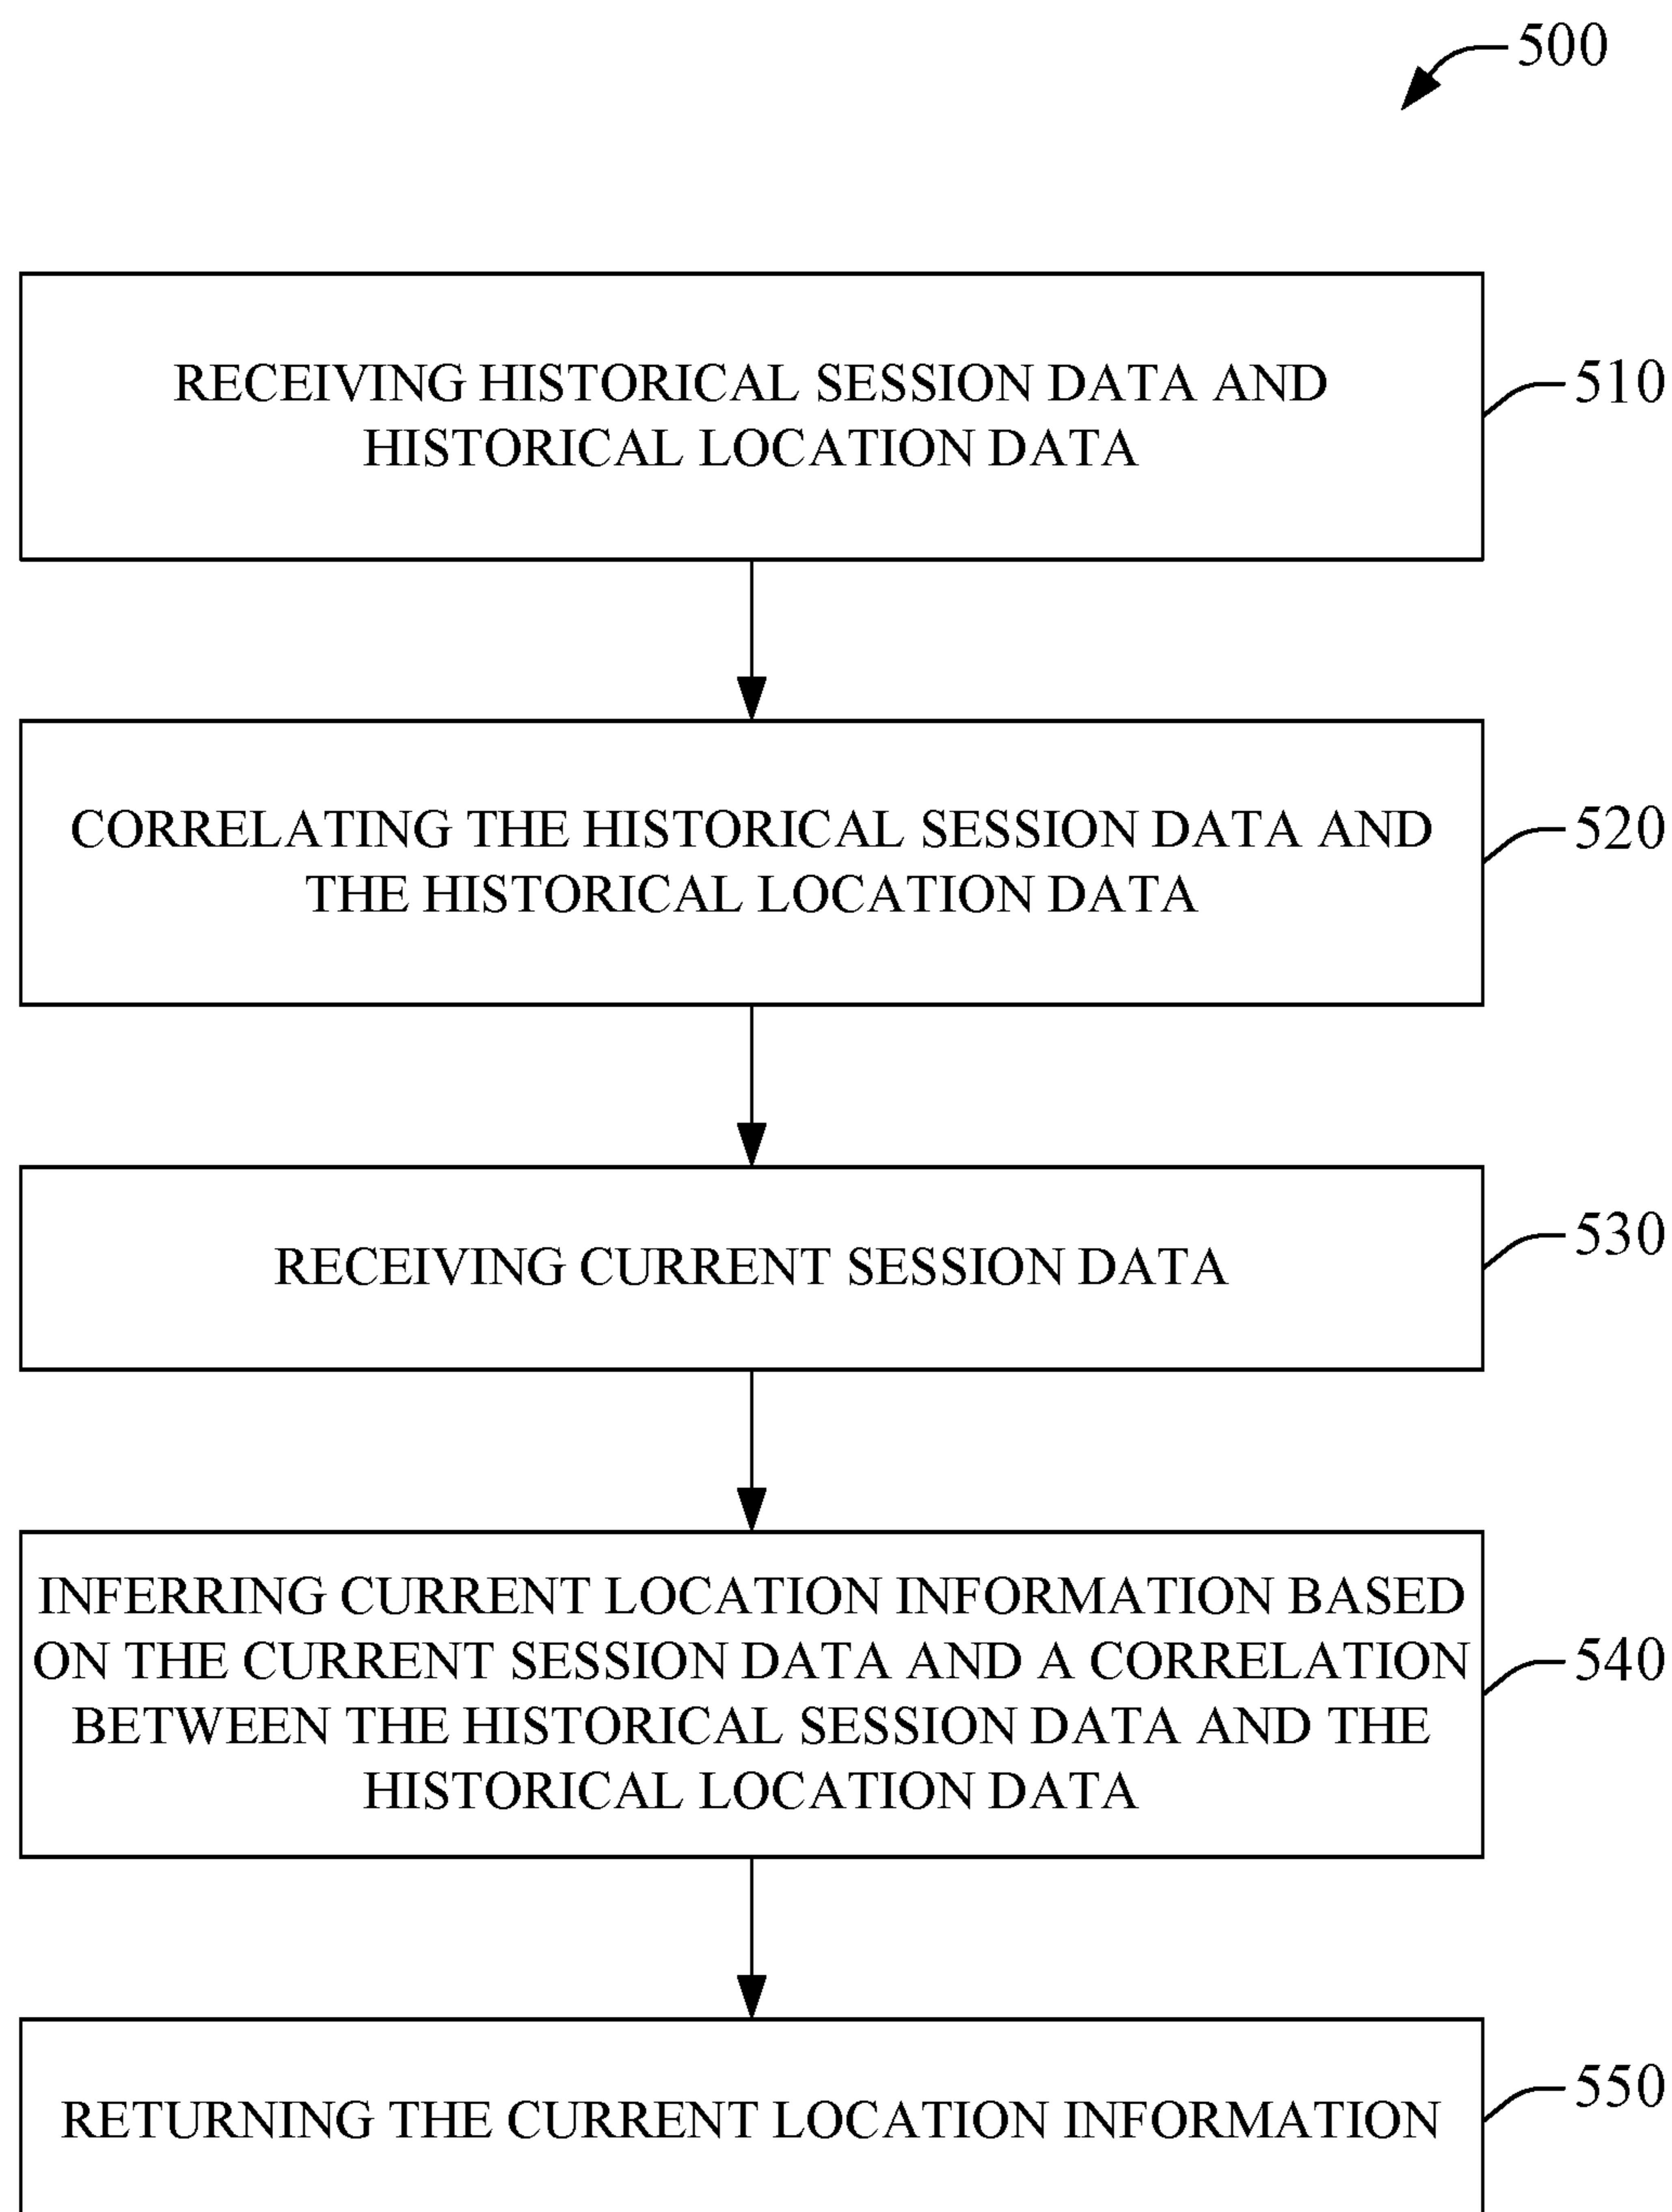 500
RECEIVING HISTORICAL SESSION DATA AND
HISTORICAL LOCATION DATA
510
CORRELATING THE HISTORICAL SESSION DATA AND
THE HISTORICAL LOCATION DATA
520
RECEIVING CURRENT SESSION DATA
530
INFERRING CURRENT LOCATION INFORMATION BASED
ON THE CURRENT SESSION DATA AND A CORRELATION
BETWEEN THE HISTORICAL SESSION DATA AND THE
HISTORICAL LOCATION DATA
540
RETURNING THE CURRENT LOCATION INFORMATION
550